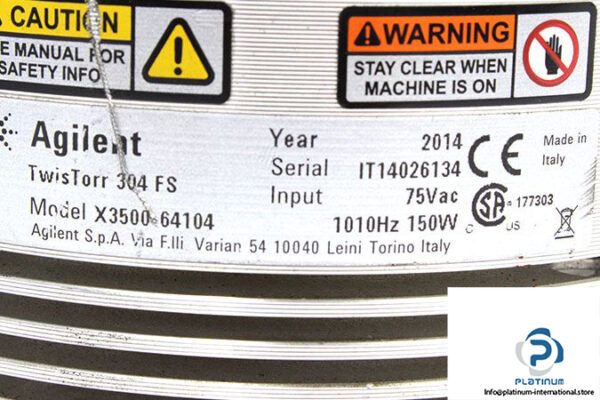 CAUTION
E MANUAL FOR
SAFETY INFO
WARNING
STAY CLEAR WHEN
MACHINE IS ON
Agilent
TwisTorr 304 FS
Model X3500-64104
Agilent S.p.A. Via F.lli Varian 54 10040 Leini Torino Italy
Year 2014
Serial IT14026134
Input 75Vac
1010Hz 150W
CE
Made in
Italy
SA 177303
C US
PLATINUM
Info@platinum-international.store